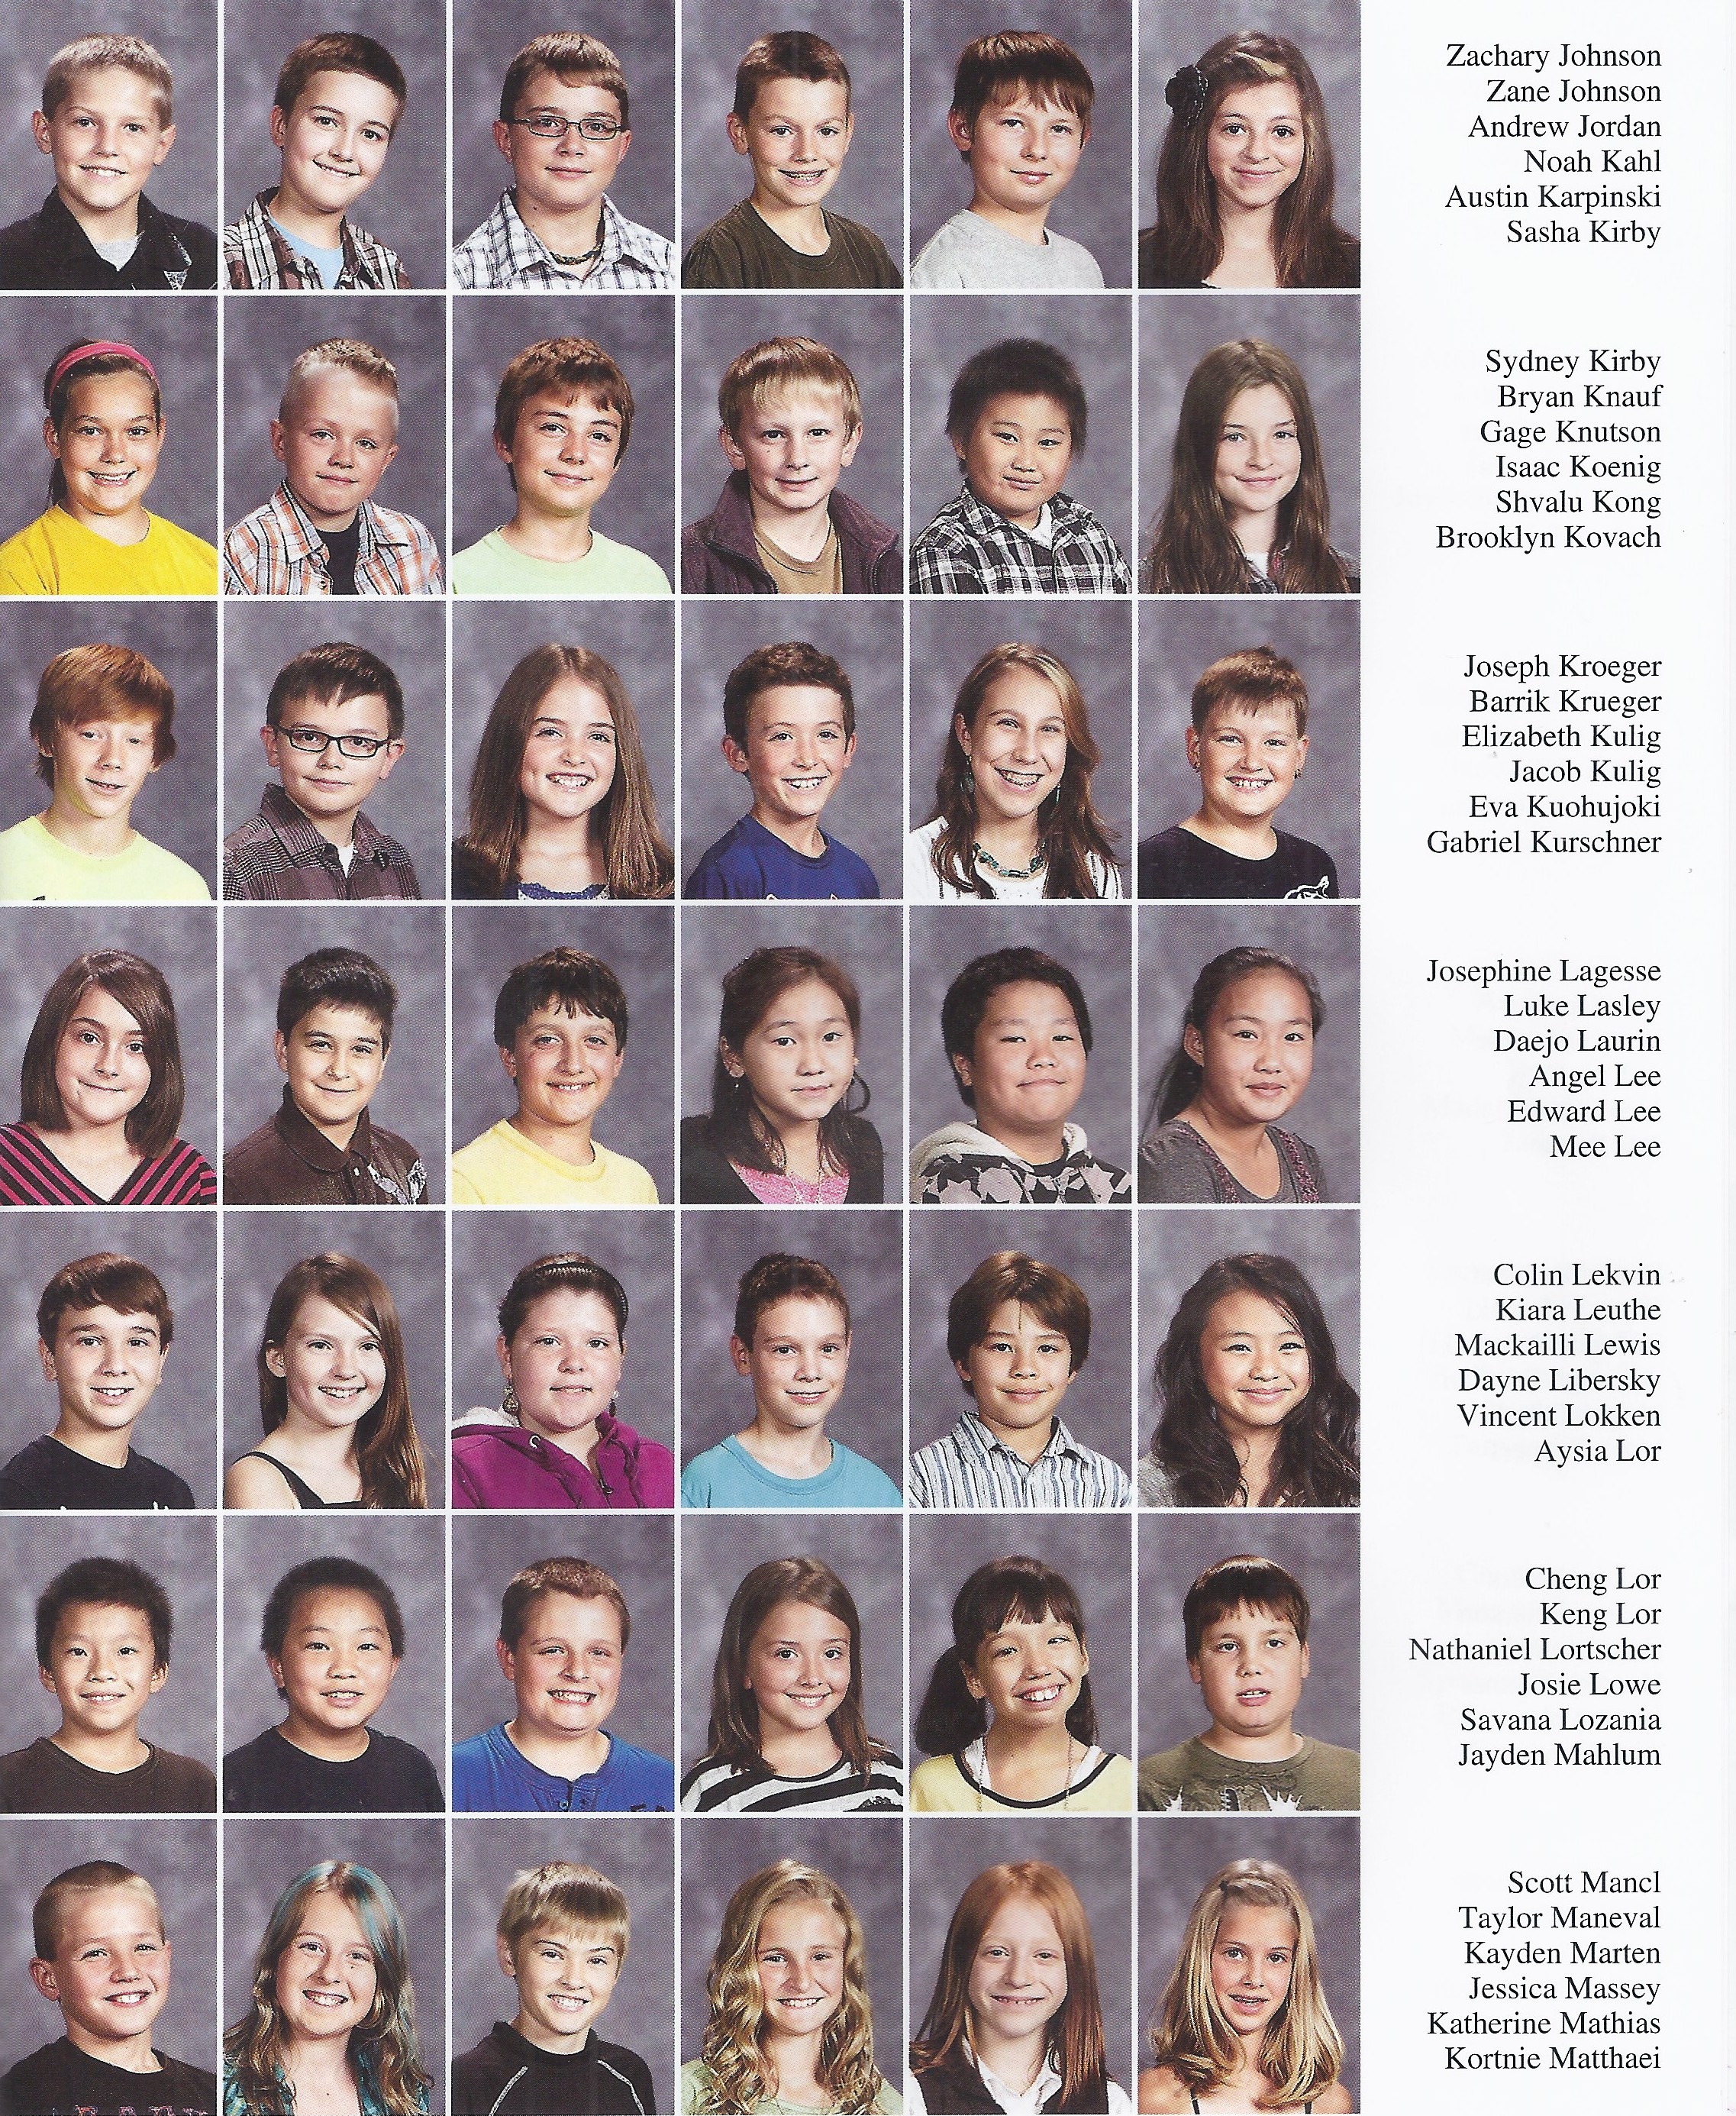 Zachary Johnson
Zane Johnson
Andrew Jordan
Noah Kahl
Austin Karpinski
Sasha Kirby
Sydney Kirby
Bryan Knauf
Gage Knutson
Isaac Koenig
Shvalu Kong
Brooklyn Kovach
Joseph Kroeger
Barrik Krueger
Elizabeth Kulig
Jacob Kulig
Eva Kuohujoki
Gabriel Kurschner
Josephine Lagesse
Luke Lasley
Daejo Laurin
Angel Lee
Edward Lee
Mee Lee
Colin Lekvin
Kiara Leuthe
Mackailli Lewis
Dayne Libersky
Vincent Lokken
Aysia Lor
Cheng Lor
Keng Lor
Nathaniel Lortscher
Josie Lowe
Savana Lozania
Jayden Mahlum
Scott Mancl
Taylor Maneval
Kayden Marten
Jessica Massey
Katherine Mathias
Kortnie Matthaei